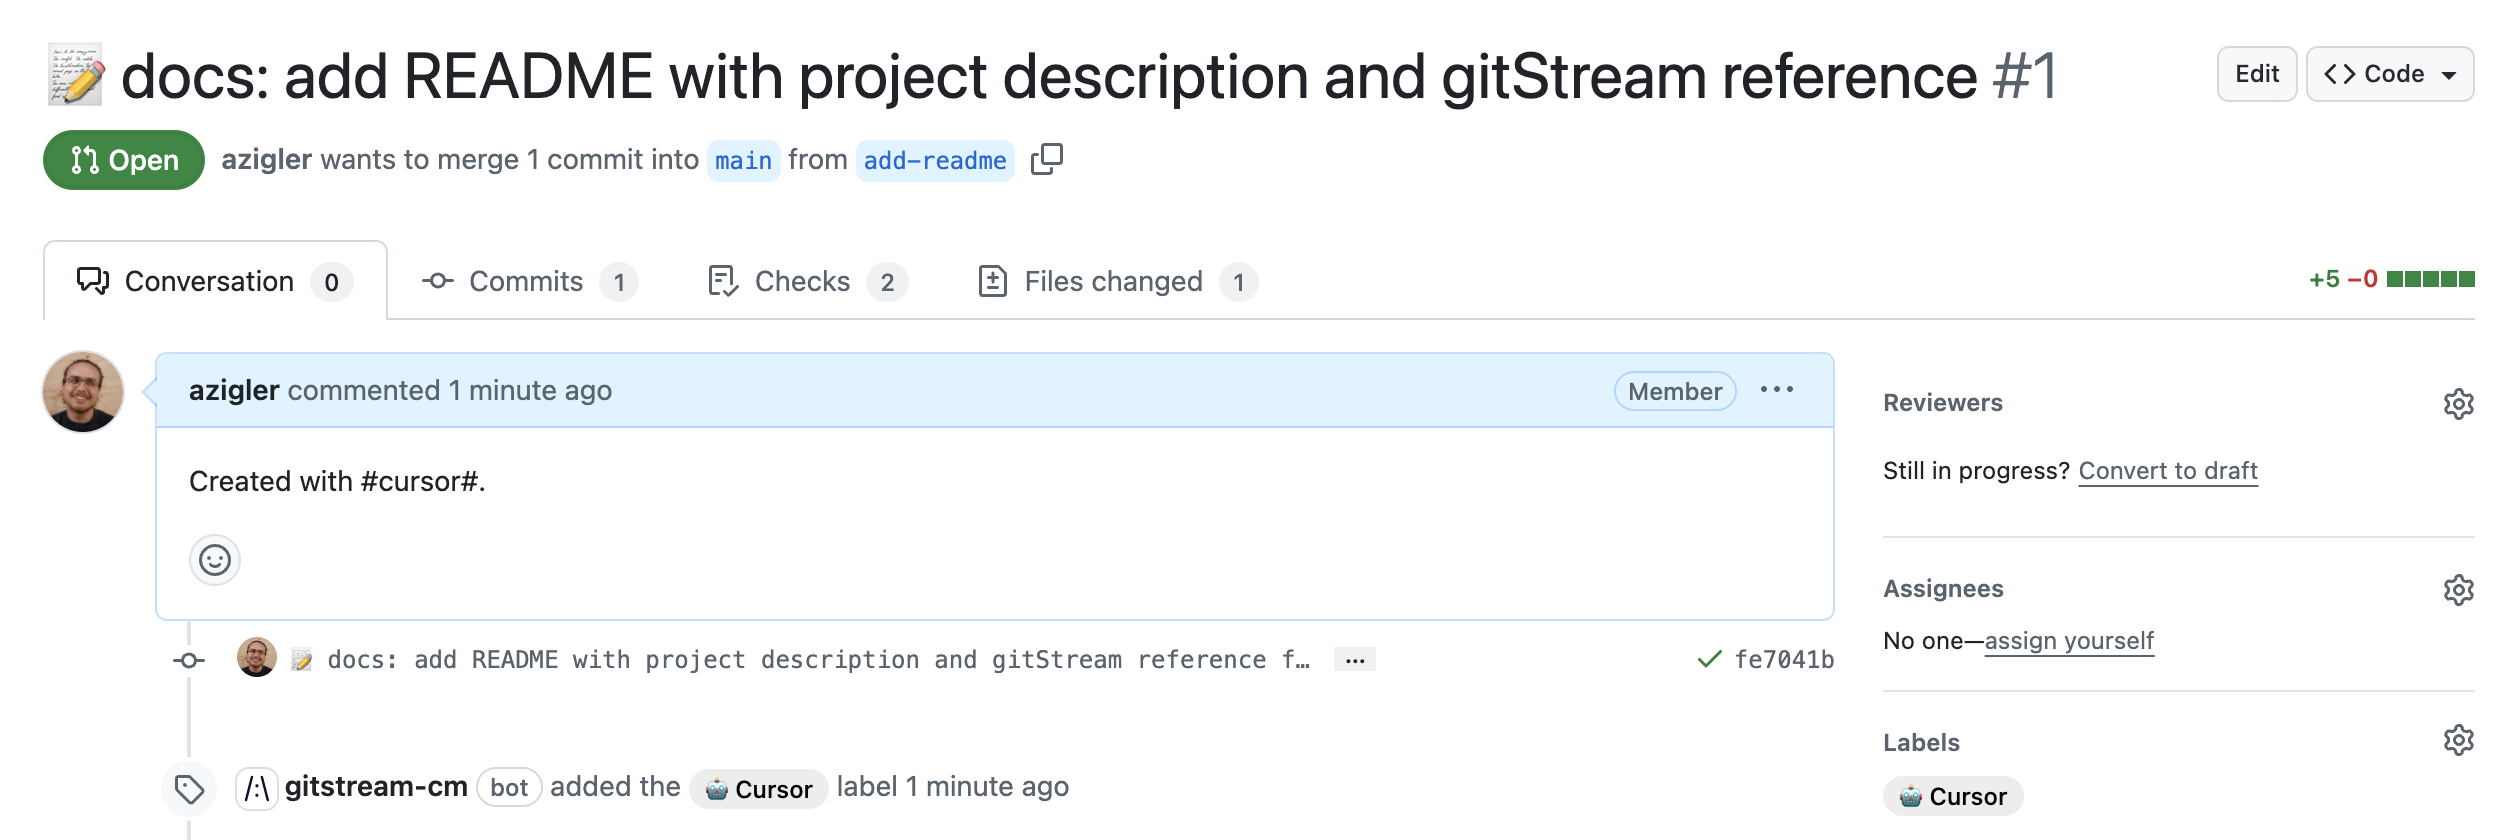 📝 docs: add README with project description and gitStream reference #1
Edit
Code
Open
azigler wants to merge 1 commit into main from add-readme
Conversation 0
Commits 1
Checks 2
Files changed 1
+5 −0
azigler commented 1 minute ago
Member
Created with #cursor#.
📝 docs: add README with project description and gitStream reference f…
fe7041b
/:\ gitstream-cm bot added the 🤖 Cursor label 1 minute ago
Reviewers
Still in progress? Convert to draft
Assignees
No one—assign yourself
Labels
🤖 Cursor